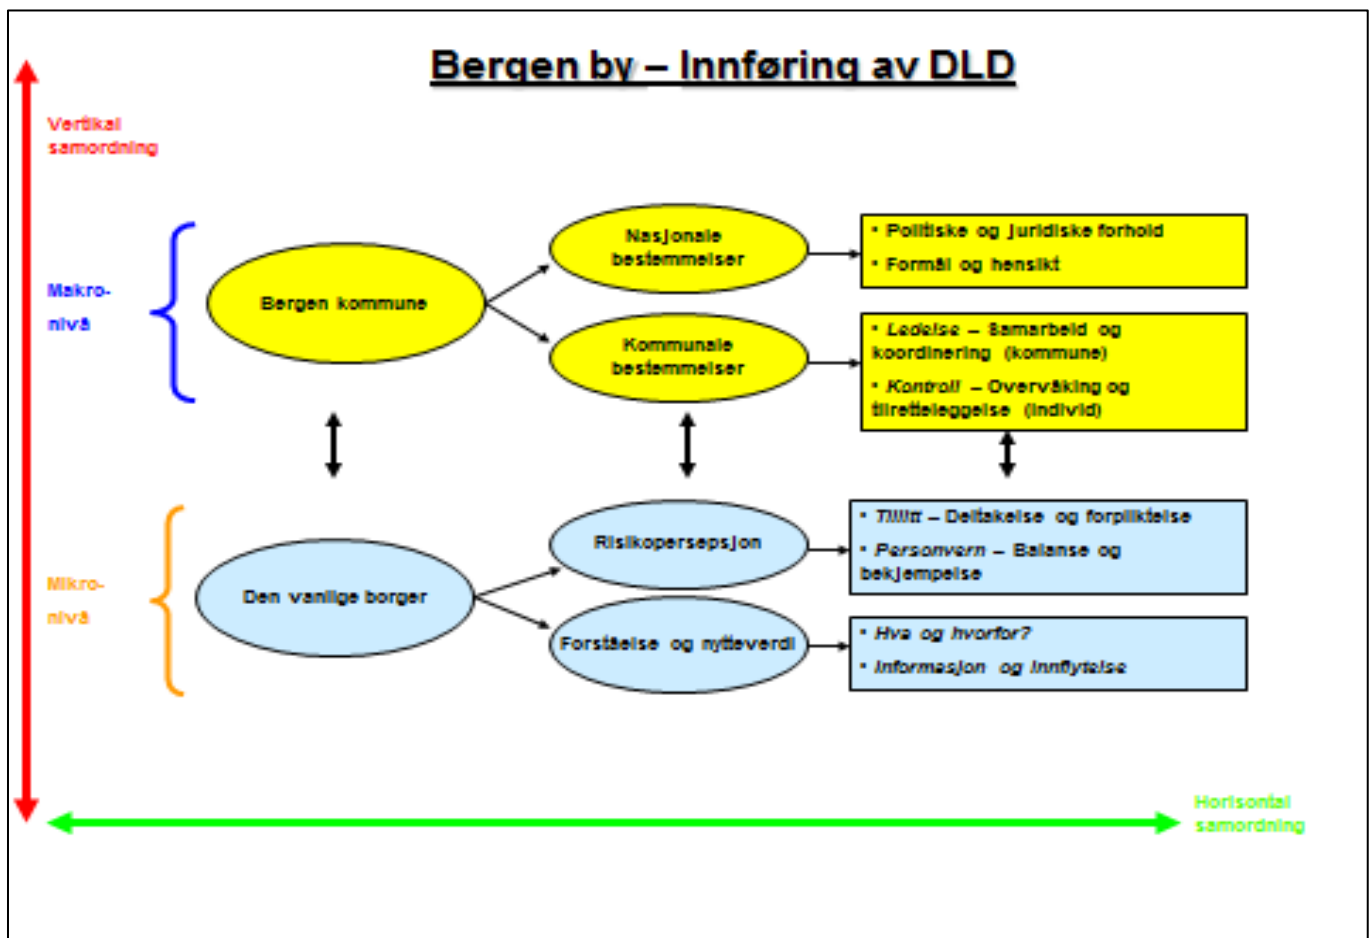 Bergen by – Innføring av DLD
Vertikal
samordning
Makro-
nivå
Bergen kommune
Nasjonale
bestemmelser
• Politiske og juridiske forhold
• Formål og hensikt
Kommunale
bestemmelser
• Ledelse – Samarbeid og
koordinering (kommune)
• Kontroll – Overvåking og
tilretteleggelse (individ)
Mikro-
nivå
Den vanlige borger
Risikopersepsjon
• Tillitt – Deltakelse og forpliktelse
• Personvern – Balanse og
bekjempelse
Forståelse og nytteverdi
• Hva og hvorfor?
• Informasjon og innflytelse
Horisontal
samordning